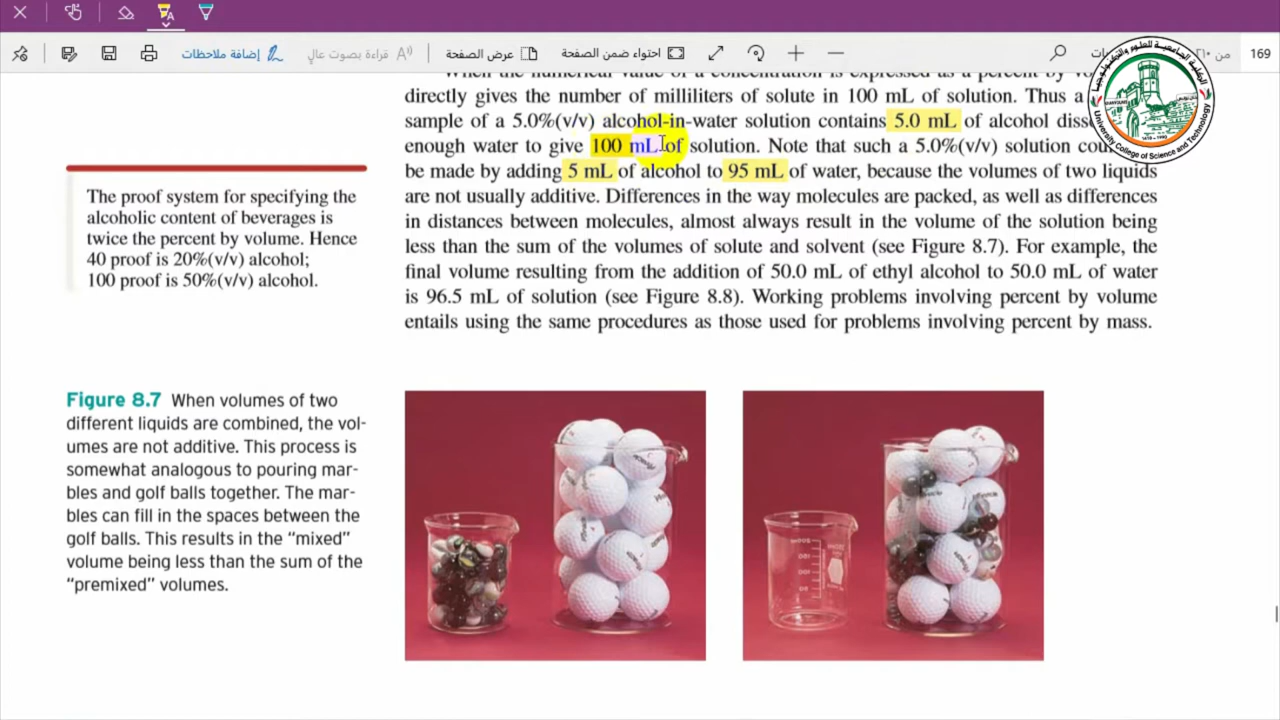 إضافة ملاحظات
قراءة بصوت عالٍ
عرض الصفحة
احتواء ضمن الصفحة
169 من
directly gives the number of milliliters of solute in 100 mL of solution. Thus a
sample of a 5.0%(v/v) alcohol-in-water solution contains 5.0 mL of alcohol
enough water to give 100 mL of solution. Note that such a 5.0%(v/v) solution
be made by adding 5 mL of alcohol to 95 mL of water, because the volumes of two liquids
are not usually additive. Differences in the way molecules are packed, as well as differences
in distances between molecules, almost always result in the volume of the solution being
less than the sum of the volumes of solute and solvent (see Figure 8.7). For example, the
final volume resulting from the addition of 50.0 mL of ethyl alcohol to 50.0 mL of water
is 96.5 mL of solution (see Figure 8.8). Working problems involving percent by volume
entails using the same procedures as those used for problems involving percent by mass.
The proof system for specifying the
alcoholic content of beverages is
twice the percent by volume. Hence
40 proof is 20%(v/v) alcohol;
100 proof is 50%(v/v) alcohol.
Figure 8.7 When volumes of two
different liquids are combined, the vol-
umes are not additive. This process is
somewhat analogous to pouring mar-
bles and golf balls together. The mar-
bles can fill in the spaces between the
golf balls. This results in the “mixed”
volume being less than the sum of the
“premixed” volumes.
University College of Science and Technology